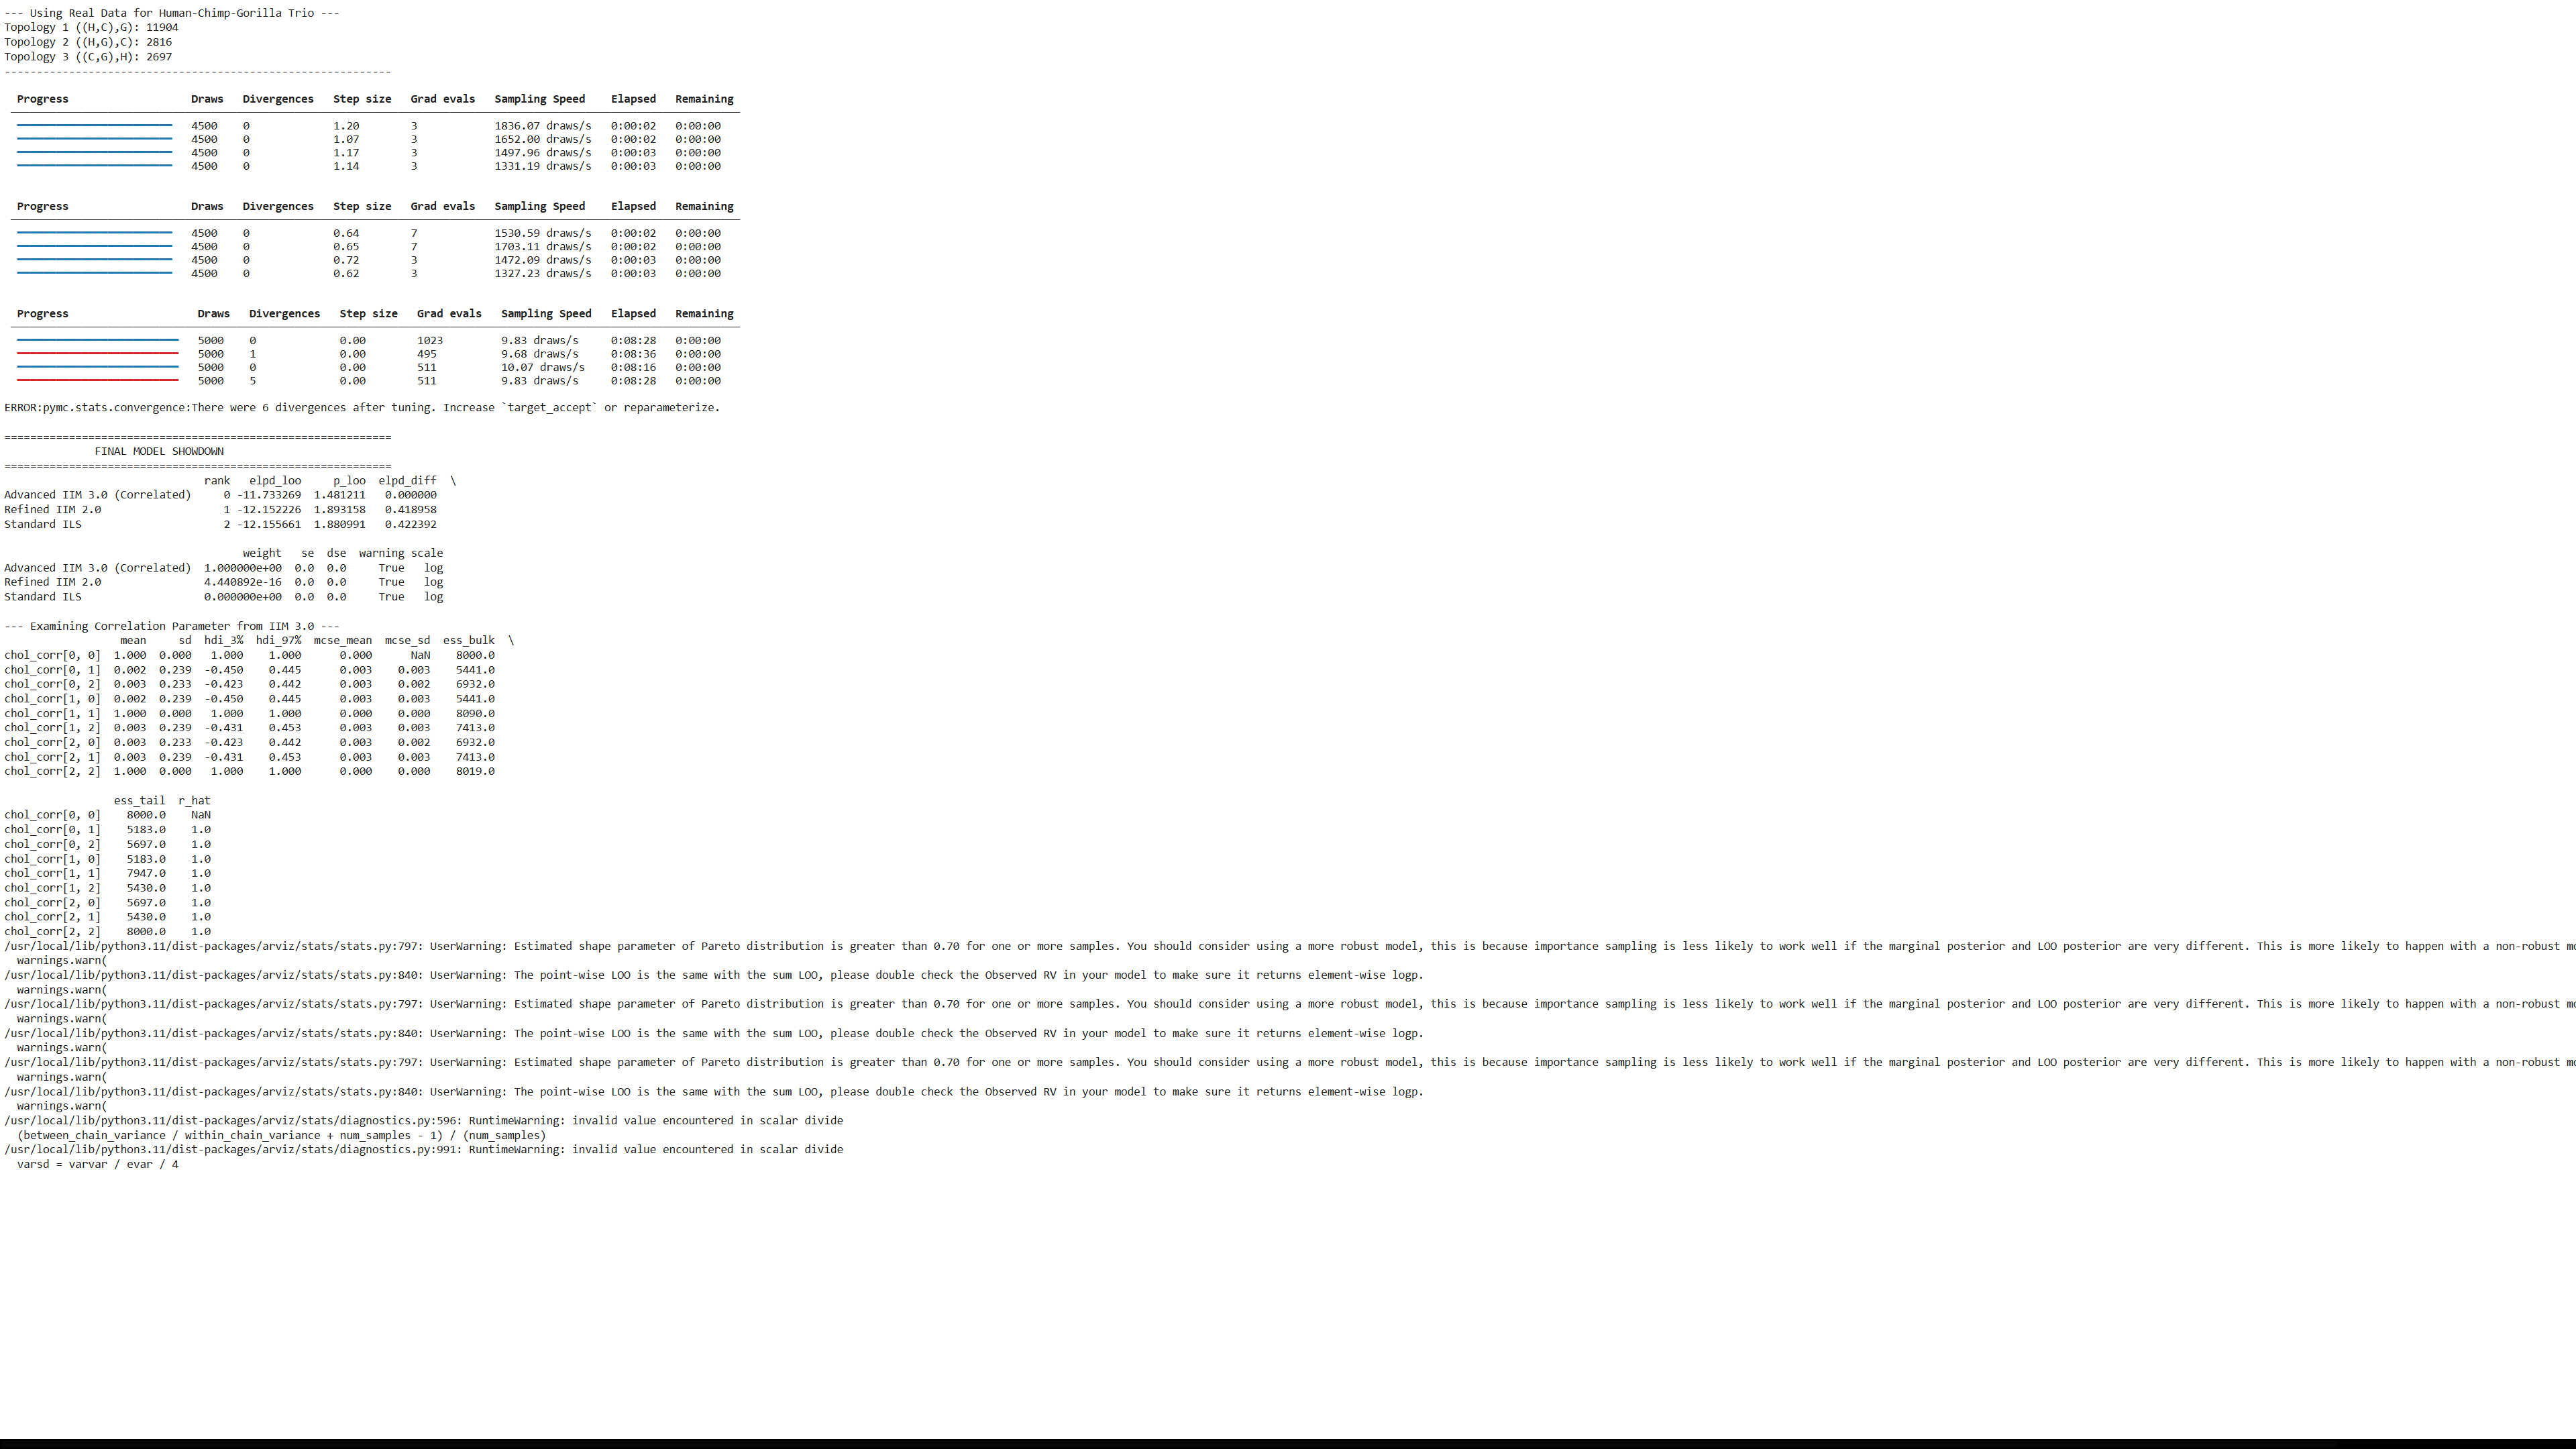 --- Using Real Data for Human-Chimp-Gorilla Trio ---
Topology 1 ((H,C),G): 11904
Topology 2 ((H,G),C): 2816
Topology 3 ((C,G),H): 2697
------------------------------------------------------------
Progress Draws Divergences Step size Grad evals Sampling Speed Elapsed Remaining
4500 0 1.20 3 1836.07 draws/s 0:00:02 0:00:00
4500 0 1.07 3 1652.00 draws/s 0:00:02 0:00:00
4500 0 1.17 3 1497.96 draws/s 0:00:03 0:00:00
4500 0 1.14 3 1331.19 draws/s 0:00:03 0:00:00
Progress Draws Divergences Step size Grad evals Sampling Speed Elapsed Remaining
4500 0 0.64 7 1530.59 draws/s 0:00:02 0:00:00
4500 0 0.65 7 1703.11 draws/s 0:00:02 0:00:00
4500 0 0.72 3 1472.09 draws/s 0:00:03 0:00:00
4500 0 0.62 3 1327.23 draws/s 0:00:03 0:00:00
Progress Draws Divergences Step size Grad evals Sampling Speed Elapsed Remaining
5000 0 0.00 1023 9.83 draws/s 0:08:28 0:00:00
5000 1 0.00 495 9.68 draws/s 0:08:36 0:00:00
5000 0 0.00 511 10.07 draws/s 0:08:16 0:00:00
5000 5 0.00 511 9.83 draws/s 0:08:28 0:00:00
ERROR:pymc.stats.convergence:There were 6 divergences after tuning. Increase `target_accept` or reparameterize.
============================================================
FINAL MODEL SHOWDOWN
============================================================
rank elpd_loo p_loo elpd_diff \
Advanced IIM 3.0 (Correlated) 0 -11.733269 1.481211 0.000000
Refined IIM 2.0 1 -12.152226 1.893158 0.418958
Standard ILS 2 -12.155661 1.880991 0.422392
weight se dse warning scale
Advanced IIM 3.0 (Correlated) 1.000000e+00 0.0 0.0 True log
Refined IIM 2.0 4.440892e-16 0.0 0.0 True log
Standard ILS 0.000000e+00 0.0 0.0 True log
--- Examining Correlation Parameter from IIM 3.0 ---
mean sd hdi_3% hdi_97% mcse_mean mcse_sd ess_bulk \
chol_corr[0, 0] 1.000 0.000 1.000 1.000 0.000 NaN 8000.0
chol_corr[0, 1] 0.002 0.239 -0.450 0.445 0.003 0.003 5441.0
chol_corr[0, 2] 0.003 0.233 -0.423 0.442 0.003 0.002 6932.0
chol_corr[1, 0] 0.002 0.239 -0.450 0.445 0.003 0.003 5441.0
chol_corr[1, 1] 1.000 0.000 1.000 1.000 0.000 0.000 8090.0
chol_corr[1, 2] 0.003 0.239 -0.431 0.453 0.003 0.003 7413.0
chol_corr[2, 0] 0.003 0.233 -0.423 0.442 0.003 0.002 6932.0
chol_corr[2, 1] 0.003 0.239 -0.431 0.453 0.003 0.003 7413.0
chol_corr[2, 2] 1.000 0.000 1.000 1.000 0.000 0.000 8019.0
ess_tail r_hat
chol_corr[0, 0] 8000.0 NaN
chol_corr[0, 1] 5183.0 1.0
chol_corr[0, 2] 5697.0 1.0
chol_corr[1, 0] 5183.0 1.0
chol_corr[1, 1] 7947.0 1.0
chol_corr[1, 2] 5430.0 1.0
chol_corr[2, 0] 5697.0 1.0
chol_corr[2, 1] 5430.0 1.0
chol_corr[2, 2] 8000.0 1.0
/usr/local/lib/python3.11/dist-packages/arviz/stats/stats.py:797: UserWarning: Estimated shape parameter of Pareto distribution is greater than 0.70 for one or more samples. You should consider using a more robust model, this is because importance sampling is less likely to work well if the marginal posterior and LOO posterior are very different. This is more likely to happen with a non-robust
warnings.warn(
/usr/local/lib/python3.11/dist-packages/arviz/stats/stats.py:840: UserWarning: The point-wise LOO is the same with the sum LOO, please double check the Observed RV in your model to make sure it returns element-wise logp.
warnings.warn(
/usr/local/lib/python3.11/dist-packages/arviz/stats/stats.py:797: UserWarning: Estimated shape parameter of Pareto distribution is greater than 0.70 for one or more samples. You should consider using a more robust model, this is because importance sampling is less likely to work well if the marginal posterior and LOO posterior are very different. This is more likely to happen with a non-robust
warnings.warn(
/usr/local/lib/python3.11/dist-packages/arviz/stats/stats.py:840: UserWarning: The point-wise LOO is the same with the sum LOO, please double check the Observed RV in your model to make sure it returns element-wise logp.
warnings.warn(
/usr/local/lib/python3.11/dist-packages/arviz/stats/stats.py:797: UserWarning: Estimated shape parameter of Pareto distribution is greater than 0.70 for one or more samples. You should consider using a more robust model, this is because importance sampling is less likely to work well if the marginal posterior and LOO posterior are very different. This is more likely to happen with a non-robust
warnings.warn(
/usr/local/lib/python3.11/dist-packages/arviz/stats/stats.py:840: UserWarning: The point-wise LOO is the same with the sum LOO, please double check the Observed RV in your model to make sure it returns element-wise logp.
warnings.warn(
/usr/local/lib/python3.11/dist-packages/arviz/stats/diagnostics.py:596: RuntimeWarning: invalid value encountered in scalar divide
(between_chain_variance / within_chain_variance + num_samples - 1) / (num_samples)
/usr/local/lib/python3.11/dist-packages/arviz/stats/diagnostics.py:991: RuntimeWarning: invalid value encountered in scalar divide
varsd = varvar / evar / 4